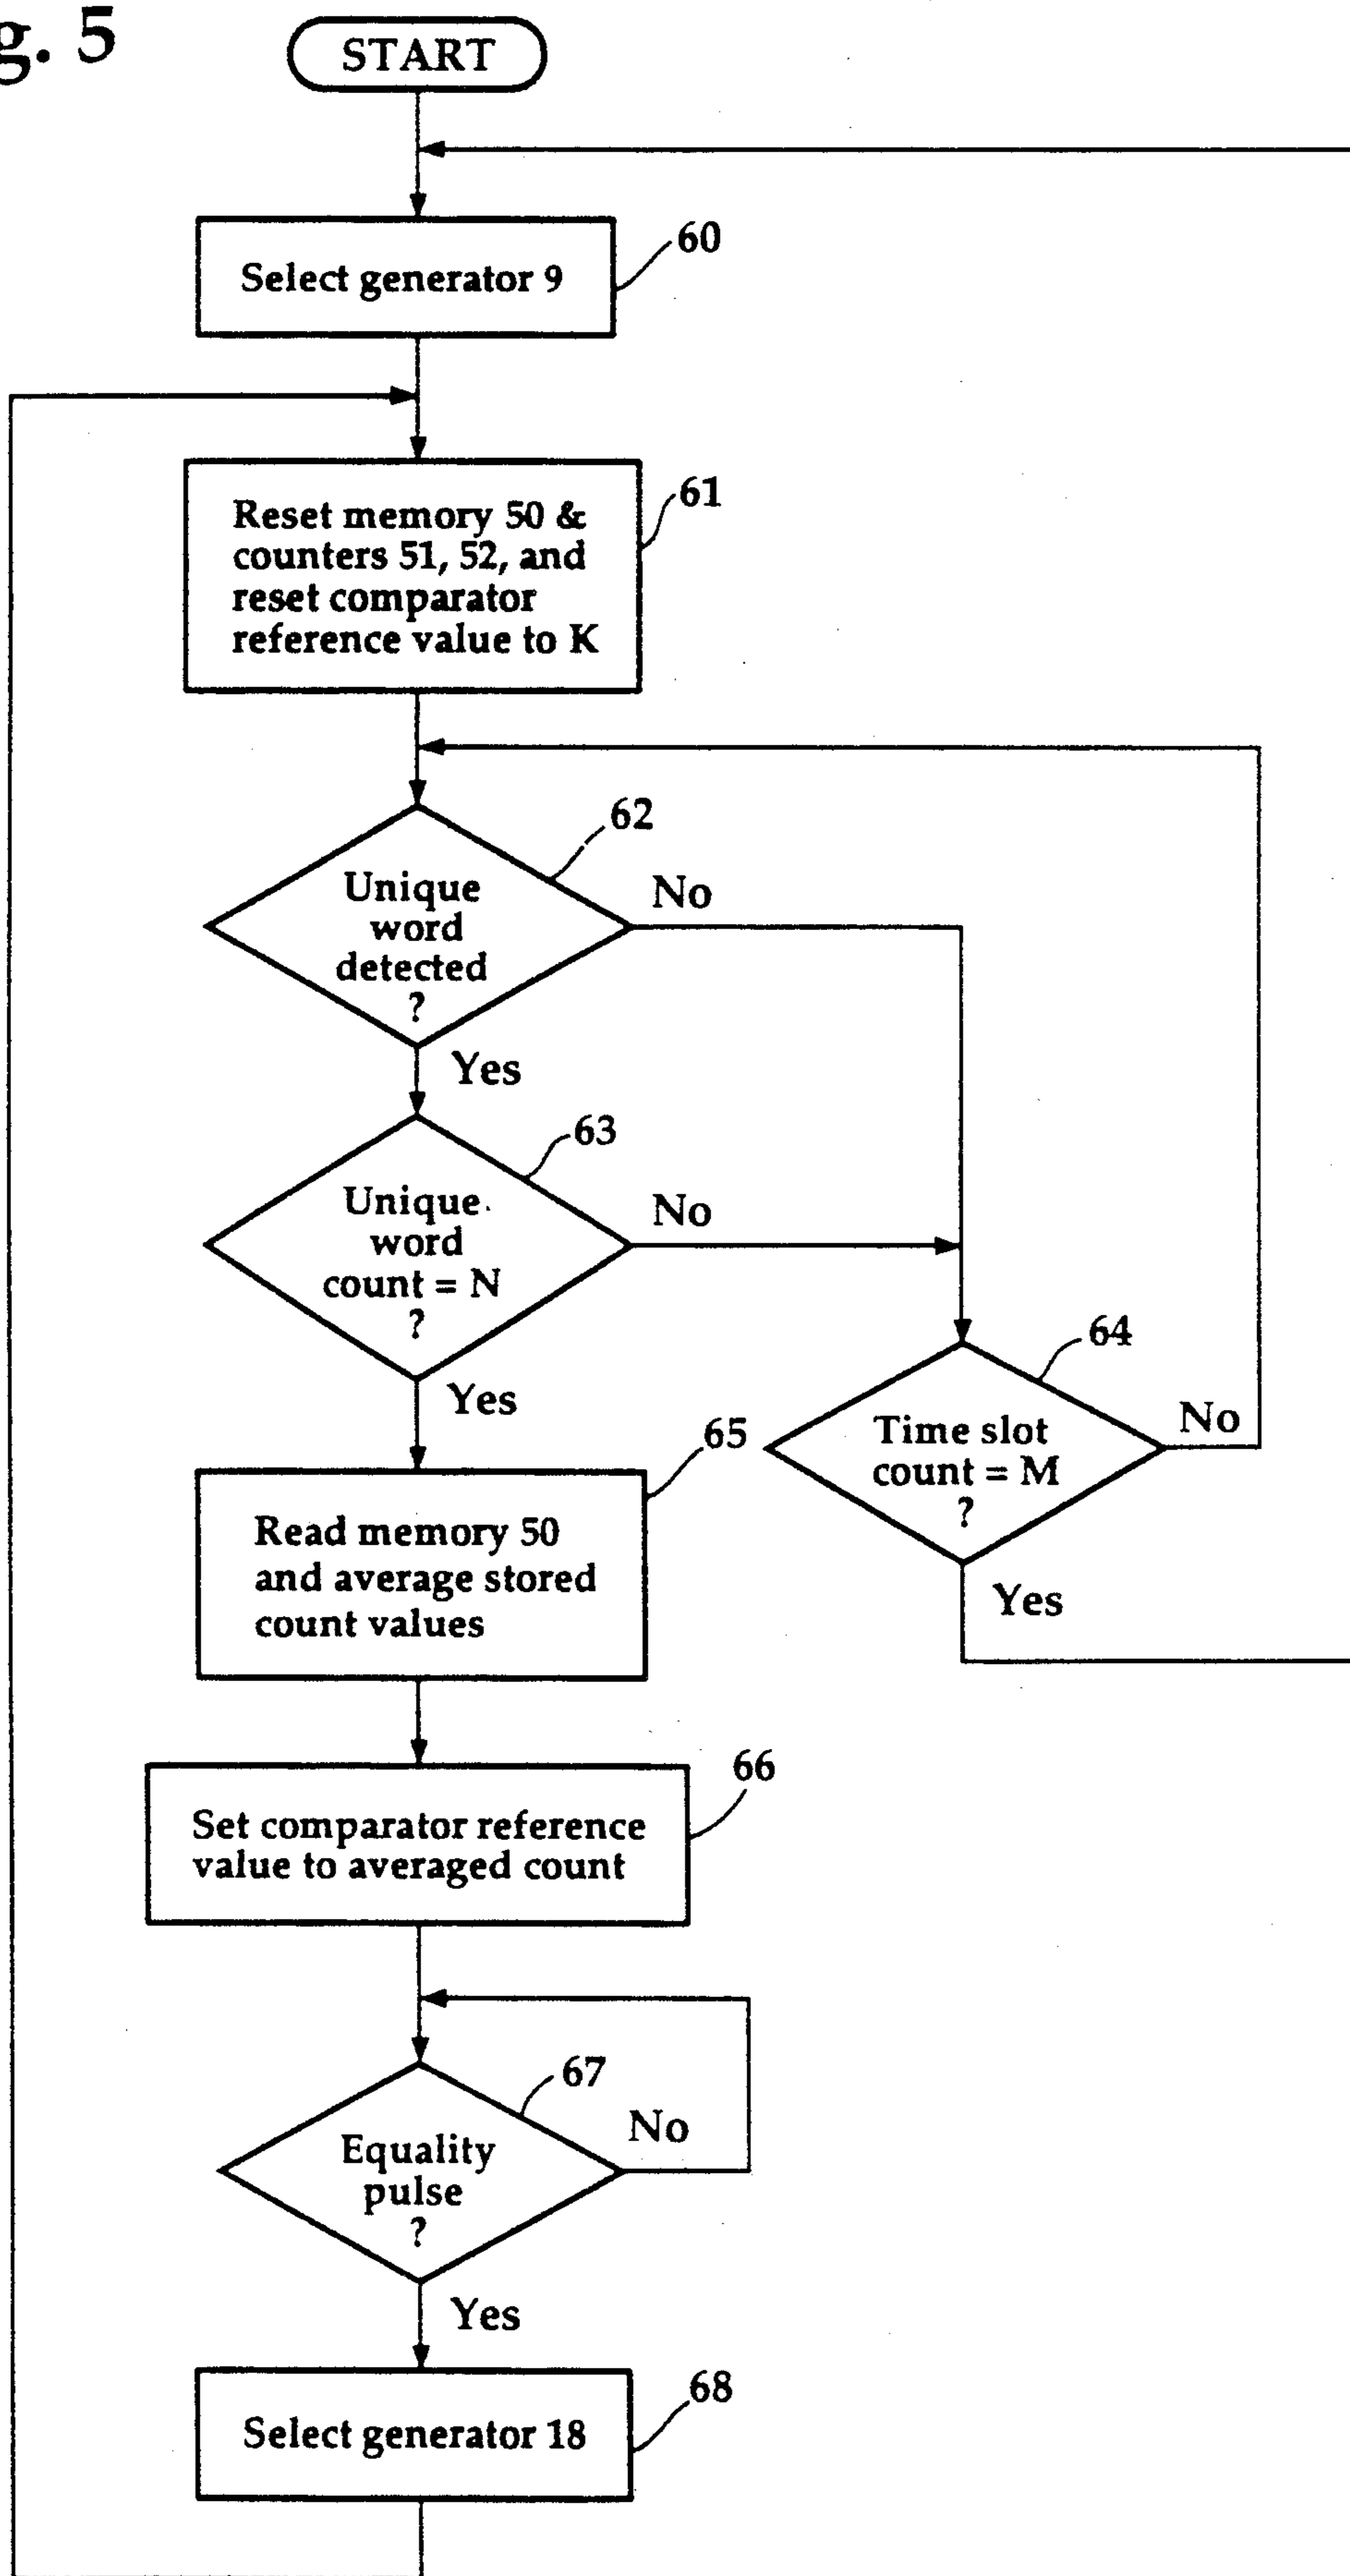 g. 5
START
60
Select generator 9
61
Reset memory 50 &
counters 51, 52, and
reset comparator
reference value to K
62
Unique
word
detected
?
No
Yes
63
Unique
word
count = N
?
No
Yes
64
Time slot
count = M
?
No
Yes
65
Read memory 50
and average stored
count values
66
Set comparator reference
value to averaged count
67
Equality
pulse
?
No
Yes
68
Select generator 18